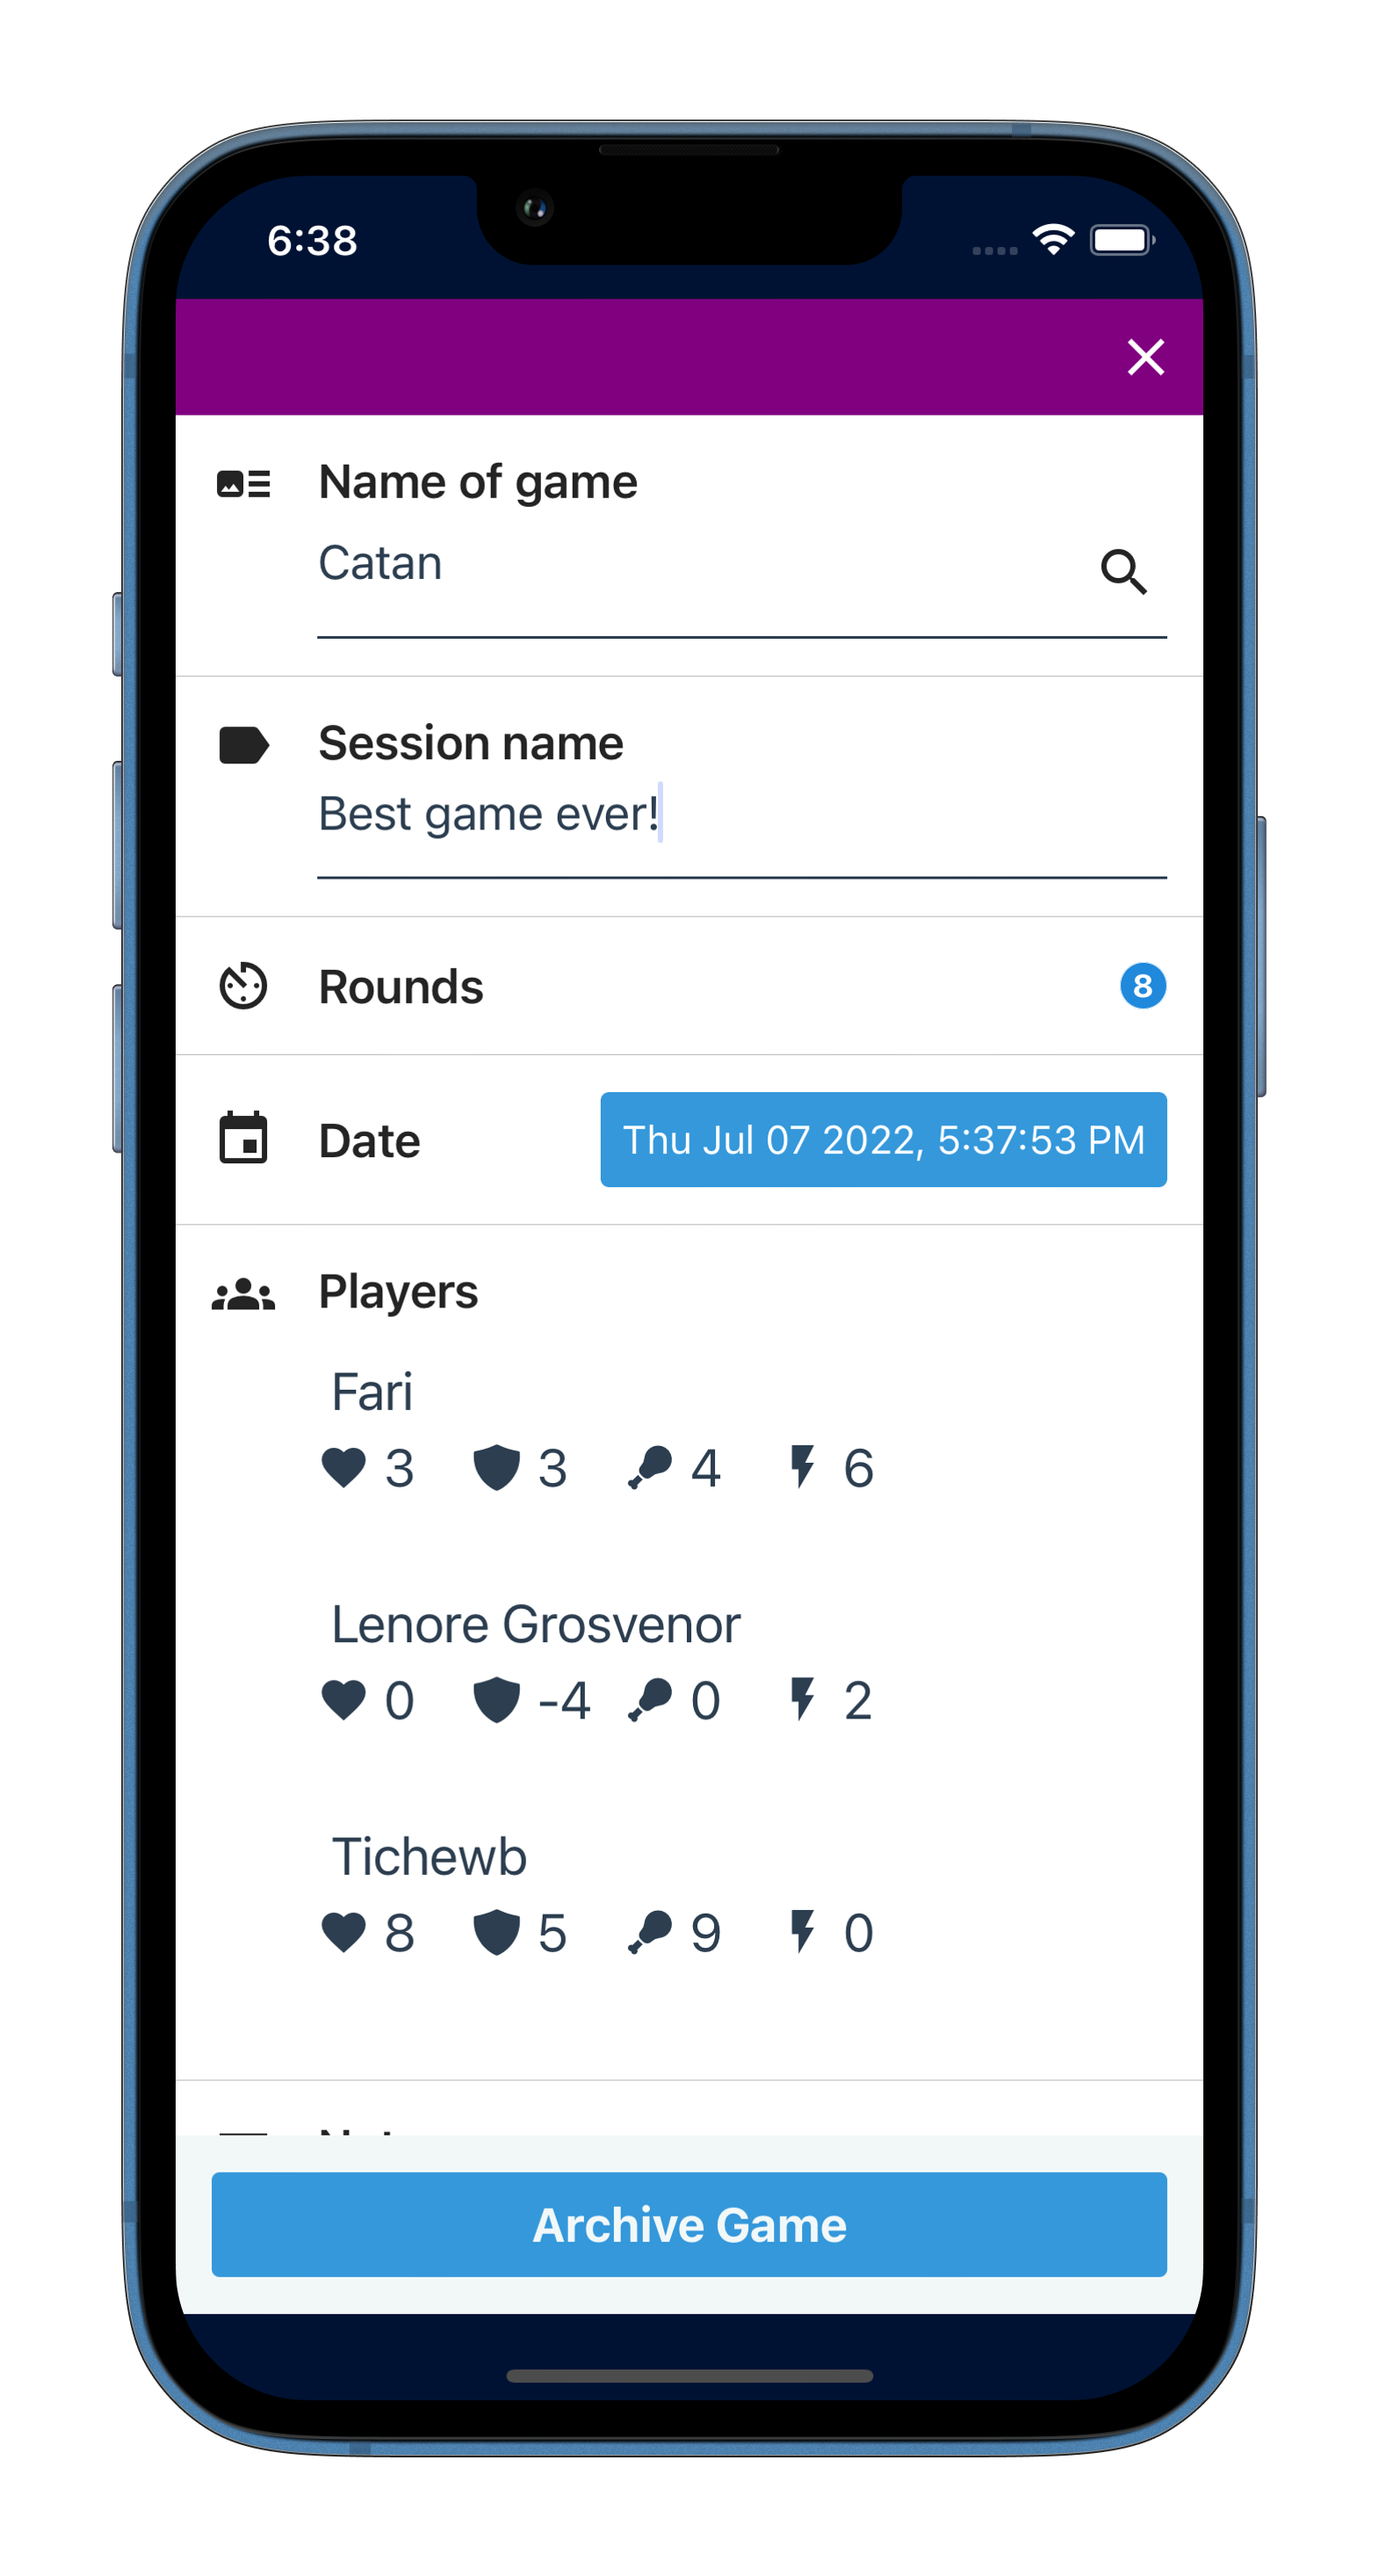 6:38
Name of game
Catan
Session name
Best game ever!
Rounds
8
Date
Thu Jul 07 2022, 5:37:53 PM
Players
Fari
3 3 4 6
Lenore Grosvenor
0 -4 0 2
Tichewb
8 5 9 0
Archive Game